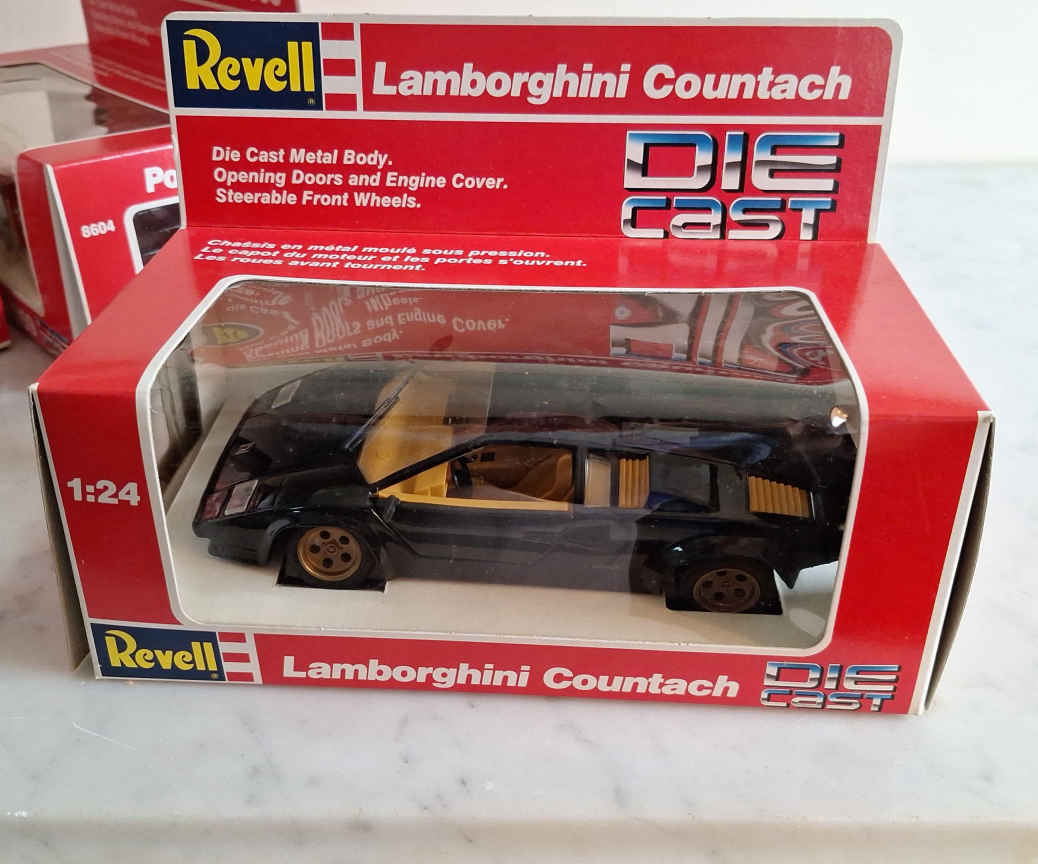 Revell
Lamborghini Countach
Die Cast Metal Body.
Opening Doors and Engine Cover.
Steerable Front Wheels.
DIE
CAST
Châssis en métal moulé sous pression.
Le capot du moteur et les portes s'ouvrent.
Les roues avant tournent.
Po
8604
1:24
Revell
Lamborghini Countach
DIE
CAST